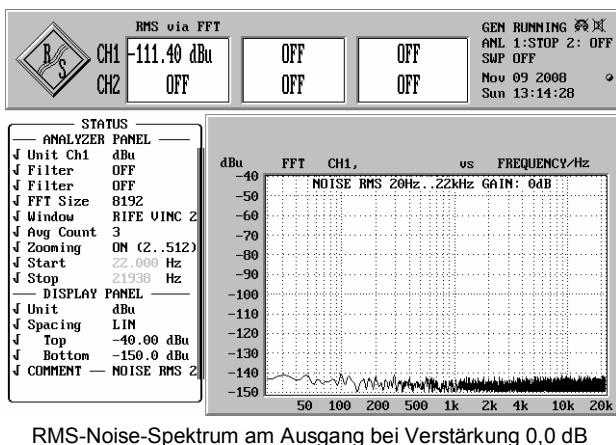 RMS via FFT
R S
CH1 -111.40 dBu OFF OFF
CH2 OFF OFF OFF
GEN RUNNING
ANL 1:STOP 2: OFF
SWP OFF
Nov 09 2008
Sun 13:14:28
STATUS
ANALYZER PANEL
Unit Ch1 dBu
Filter OFF
Filter OFF
FFT Size 8192
Window RIFE VINC 2
Avg Count 3
Zooming ON (2..512)
Start 22.000 Hz
Stop 21938 Hz
DISPLAY PANEL
Unit dBu
Spacing LIN
Top -40.00 dBu
Bottom -150.0 dBu
COMMENT — NOISE RMS 2
dBu FFT CH1, vs FREQUENCY/Hz
NOISE RMS 20Hz..22kHz GAIN: 0dB
-40
-50
-60
-70
-80
-90
-100
-110
-120
-130
-140
-150
50 100 200 500 1k 2k 4k 10k 20k
RMS-Noise-Spektrum am Ausgang bei Verstärkung 0,0 dB